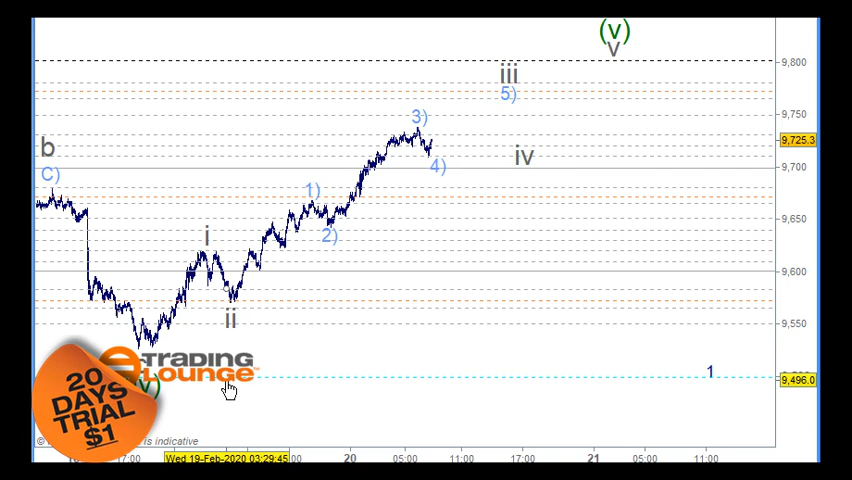 (v)
v
9,800
iii
5)
9,750
3)
9,725.3
b
iv
C)
4)
9,700
1)
9,650
i
2)
9,600
ii
9,550
TRADING
LOUNGE
1
9,496.0
v)
20
DAYS
TRIAL
$1
is indicative
17:00
Wed 19-Feb-2020 03:29:45
:00
20
05:00
11:00
17:00
21
05:00
11:00